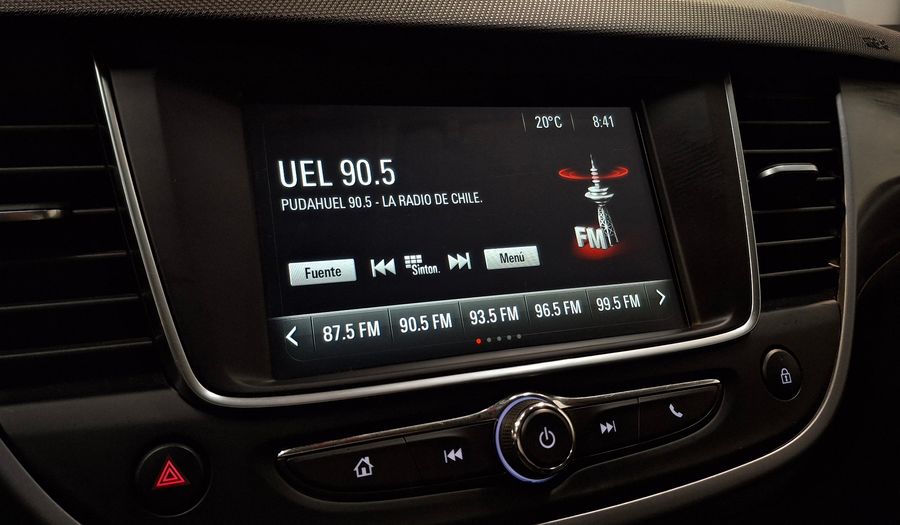 20°C 8:41
UEL 90.5
PUDAHUEL 90.5 - LA RADIO DE CHILE.
FM
Fuente Sinton. Menú
87.5 FM 90.5 FM 93.5 FM 96.5 FM 99.5 FM